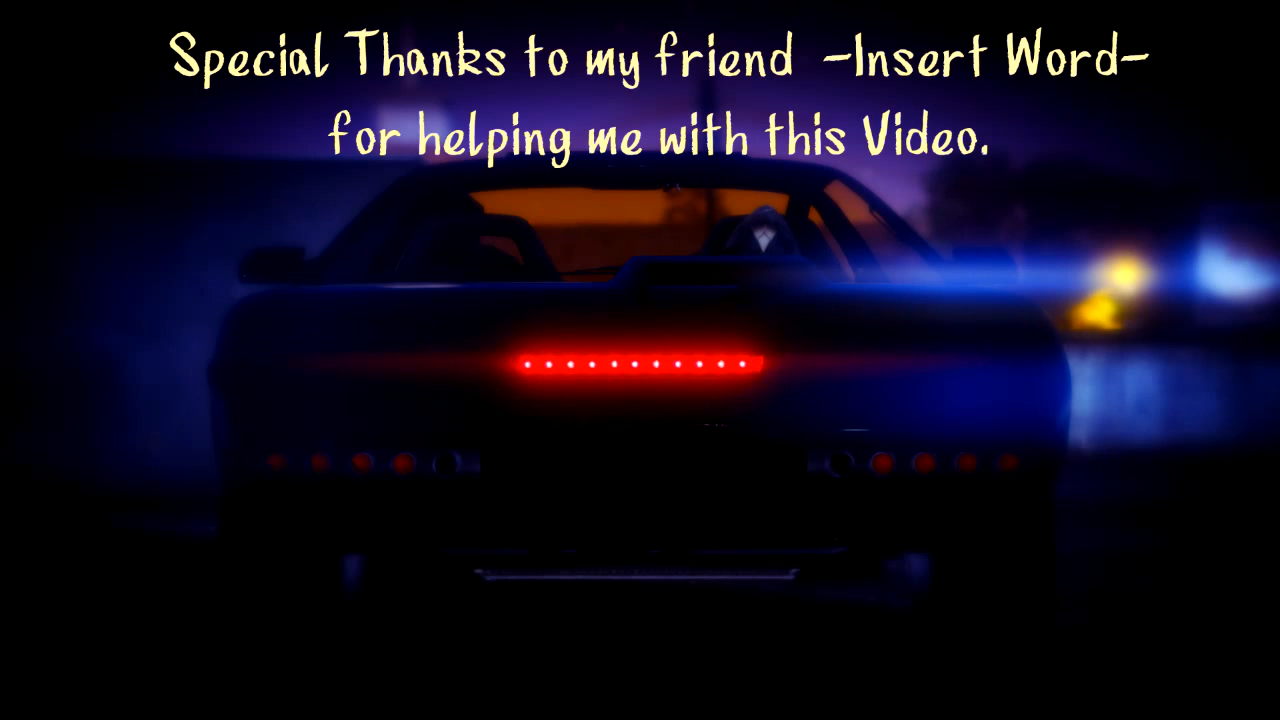 Special Thanks to my friend -Insert Word-
for helping me with this Video.